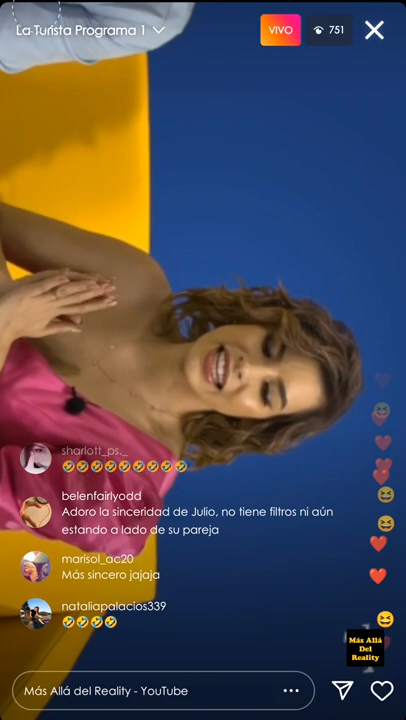 La Turista Programa 1
VIVO
751
sharlott_ps._
belenfairlyodd
Adoro la sinceridad de Julio, no tiene filtros ni aún
estando a lado de su pareja
marisol_ac20
Más sincero jajaja
nataliapalacios339
Más Allá
Del
Reality
Más Allá del Reality - YouTube